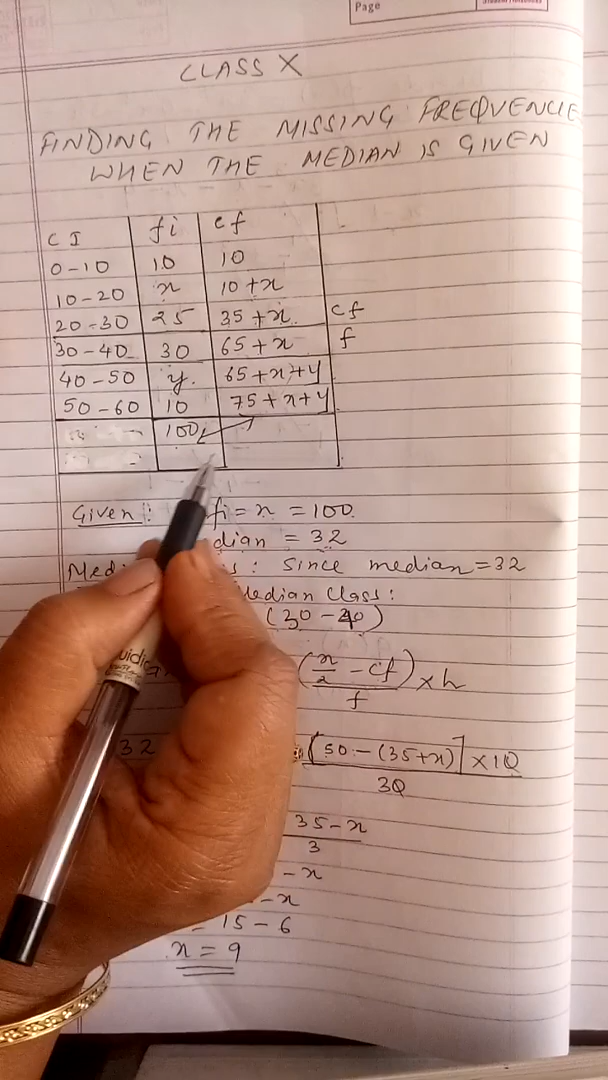 Page
CLASS X
FINDING THE MISSING FREQUENCIE
WHEN THE MEDIAN IS GIVEN
CI fi cf
0-10 10 10
10-20 x 10+x
20-30 25 35+x cf
30-40 30 65+x f
40-50 y 65+x+y
50-60 10 75+x+y
100
Given: fi = n = 100
dian = 32
Medi is: Since median = 32
Median Class:
(30-40)
(n/2 - cf) × h
f
32 [50-(35+x)] × 10
30
35-x
3
-x
-x
= 15-6
x = 9